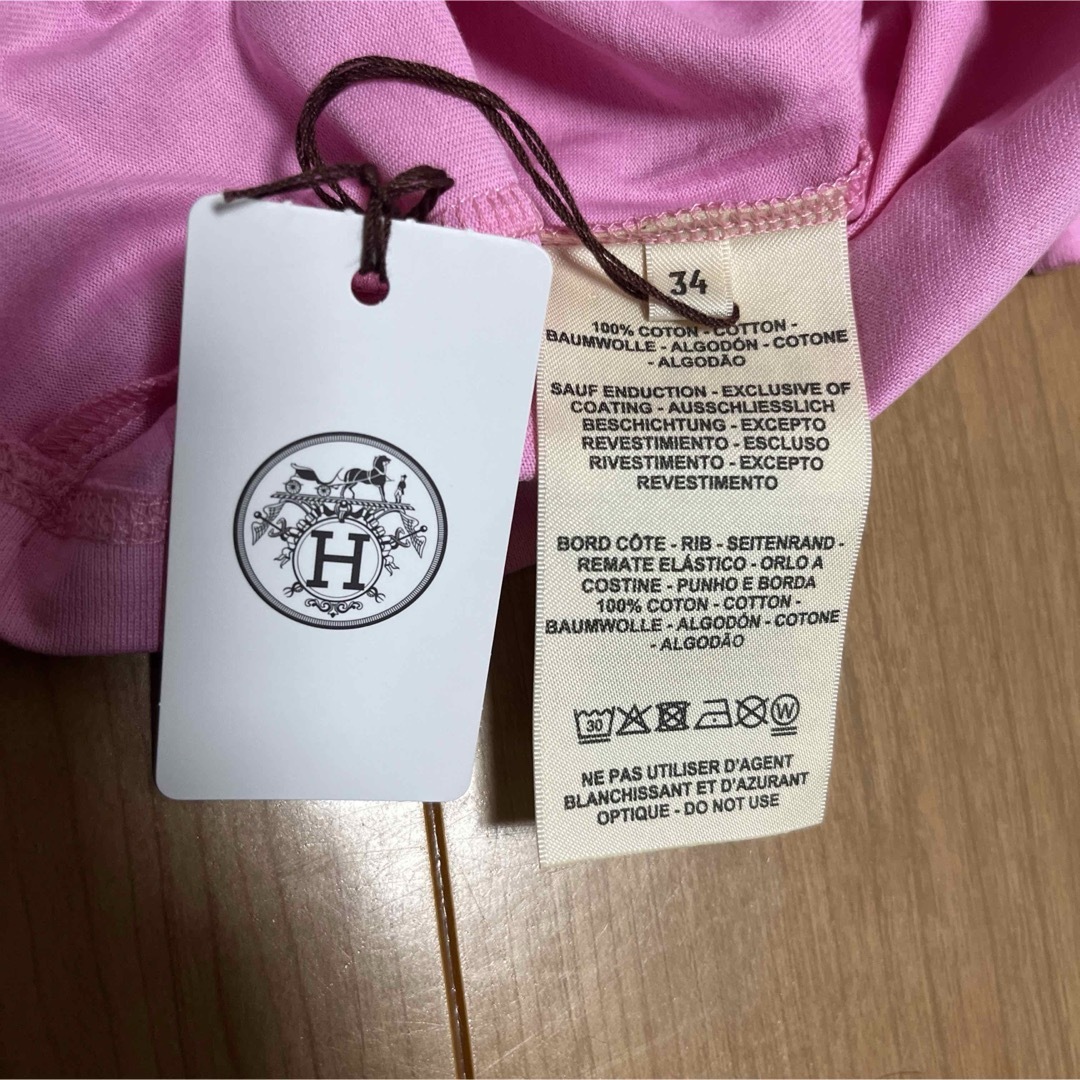 H
34
100% COTON - COTTON -
BAUMWOLLE - ALGODÓN - COTONE
- ALGODÃO
SAUF ENDUCTION - EXCLUSIVE OF
COATING - AUSSCHLIESSLICH
BESCHICHTUNG - EXCEPTO
REVESTIMIENTO - ESCLUSO
RIVESTIMENTO - EXCEPTO
REVESTIMENTO
BORD CÔTE - RIB - SEITENRAND -
REMATE ELÁSTICO - ORLO A
COSTINE - PUNHO E BORDA
100% COTON - COTTON -
BAUMWOLLE - ALGODÓN - COTONE
- ALGODÃO
30 W
NE PAS UTILISER D'AGENT
BLANCHISSANT ET D'AZURANT
OPTIQUE - DO NOT USE